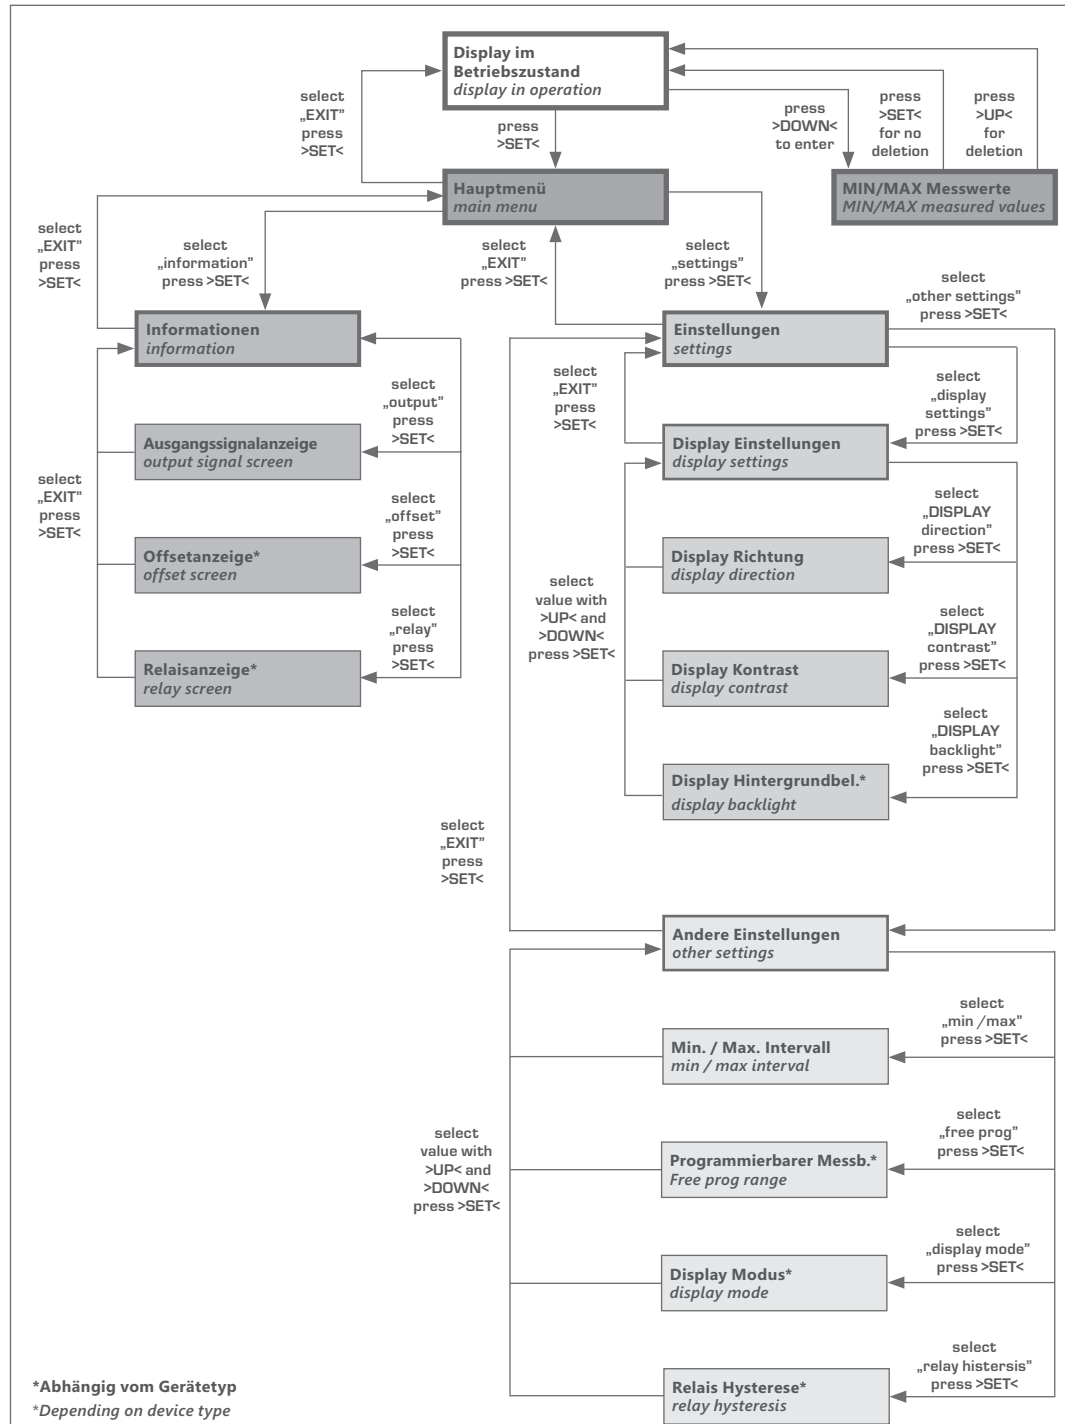 Display im
Betriebszustand
display in operation
select
„EXIT”
press
>SET<
press
>SET<
press
>DOWN<
to enter
press
>SET<
for no
deletion
press
>UP<
for
deletion
Hauptmenü
main menu
MIN/MAX Messwerte
MIN/MAX measured values
select
„EXIT”
press
>SET<
select
„information”
press >SET<
select
„EXIT”
press >SET<
select
„settings”
press >SET<
select
„other settings”
press >SET<
Informationen
information
Einstellungen
settings
select
„output”
press
>SET<
select
„EXIT”
press
>SET<
select
„display
settings”
press >SET<
Ausgangssignalanzeige
output signal screen
Display Einstellungen
display settings
select
„EXIT”
press
>SET<
select
„offset”
press
>SET<
select
„DISPLAY
direction”
press >SET<
Offsetanzeige*
offset screen
Display Richtung
display direction
select
value with
>UP< and
>DOWN<
press >SET<
select
„relay”
press
>SET<
select
„DISPLAY
contrast”
press >SET<
Relaisanzeige*
relay screen
Display Kontrast
display contrast
select
„DISPLAY
backlight”
press >SET<
Display Hintergrundbel.*
display backlight
select
„EXIT”
press
>SET<
Andere Einstellungen
other settings
select
„min /max”
press >SET<
Min. / Max. Intervall
min / max interval
select
„free prog”
press >SET<
select
value with
>UP< and
>DOWN<
press >SET<
Programmierbarer Messb.*
Free prog range
select
„display mode”
press >SET<
Display Modus*
display mode
select
„relay histersis”
press >SET<
Relais Hysterese*
relay hysteresis
*Abhängig vom Gerätetyp
*Depending on device type